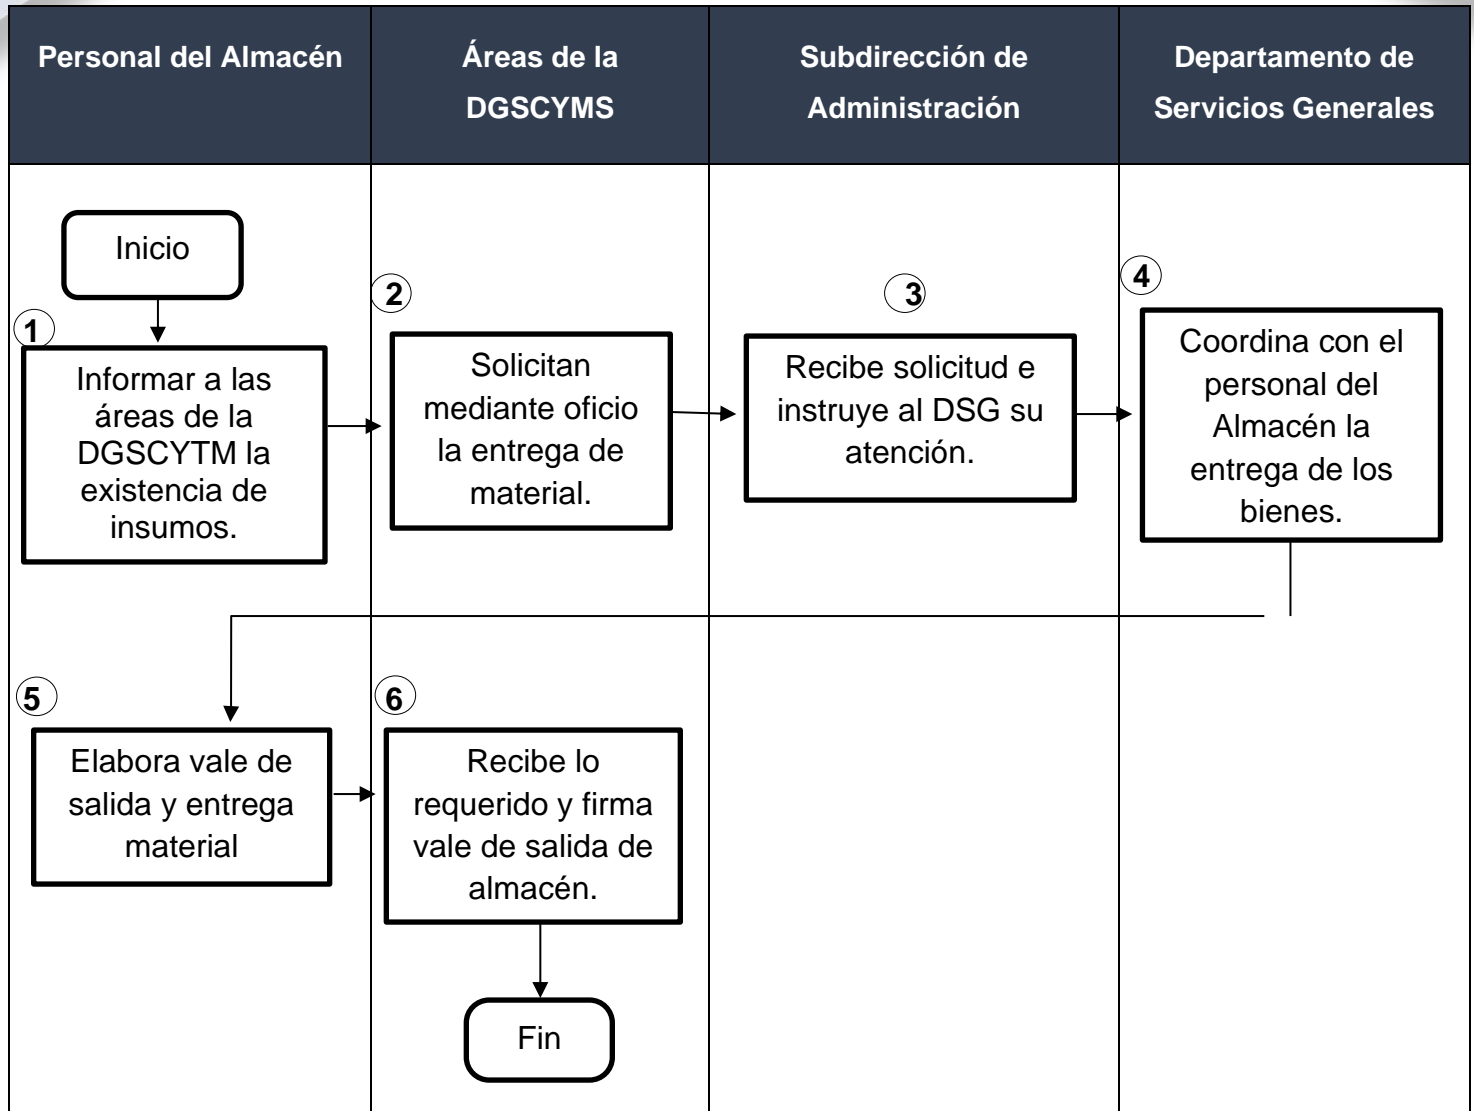 Personal del Almacén
Áreas de la
DGSCYMS
Subdirección de
Administración
Departamento de
Servicios Generales
Inicio
1
Informar a las
áreas de la
DGSCYTM la
existencia de
insumos.
2
Solicitan
mediante oficio
la entrega de
material.
3
Recibe solicitud e
instruye al DSG su
atención.
4
Coordina con el
personal del
Almacén la
entrega de los
bienes.
5
Elabora vale de
salida y entrega
material
6
Recibe lo
requerido y firma
vale de salida de
almacén.
Fin